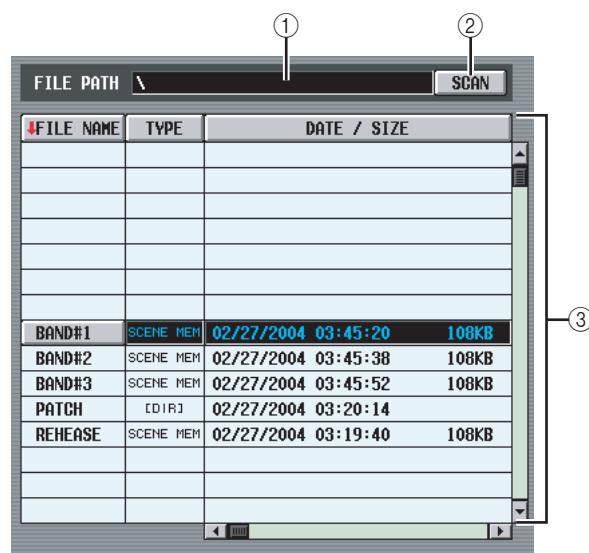 ① ②
FILE PATH \ SCAN
FILE NAME TYPE DATE / SIZE
③
BAND#1 SCENE MEM 02/27/2004 03:45:20 108KB
BAND#2 SCENE MEM 02/27/2004 03:45:38 108KB
BAND#3 SCENE MEM 02/27/2004 03:45:52 108KB
PATCH [DIR] 02/27/2004 03:20:14
REHEASE SCENE MEM 02/27/2004 03:19:40 108KB